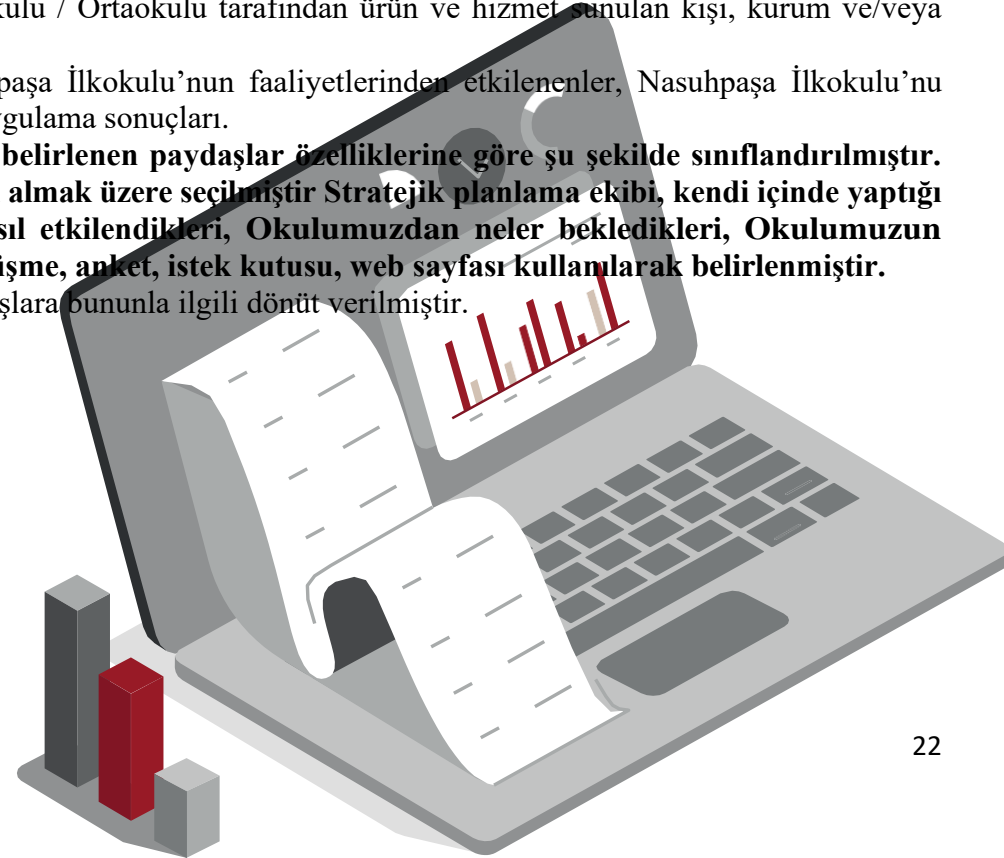 kulu / Ortaokulu tarafından ürün ve hizmet sunulan kişi, kurum ve/veya
paşa İlkokulu’nun faaliyetlerinden etkilenenler, Nasuhpaşa İlkokulu’nu
ygulama sonuçları.
belirlenen paydaşlar özelliklerine göre şu şekilde sınıflandırılmıştır.
almak üzere seçilmiştir Stratejik planlama ekibi, kendi içinde yaptığı
sıl etkilendikleri, Okulumuzdan neler bekledikleri, Okulumuzun
üşme, anket, istek kutusu, web sayfası kullanılarak belirlenmiştir.
şlara bununla ilgili dönüt verilmiştir.
22